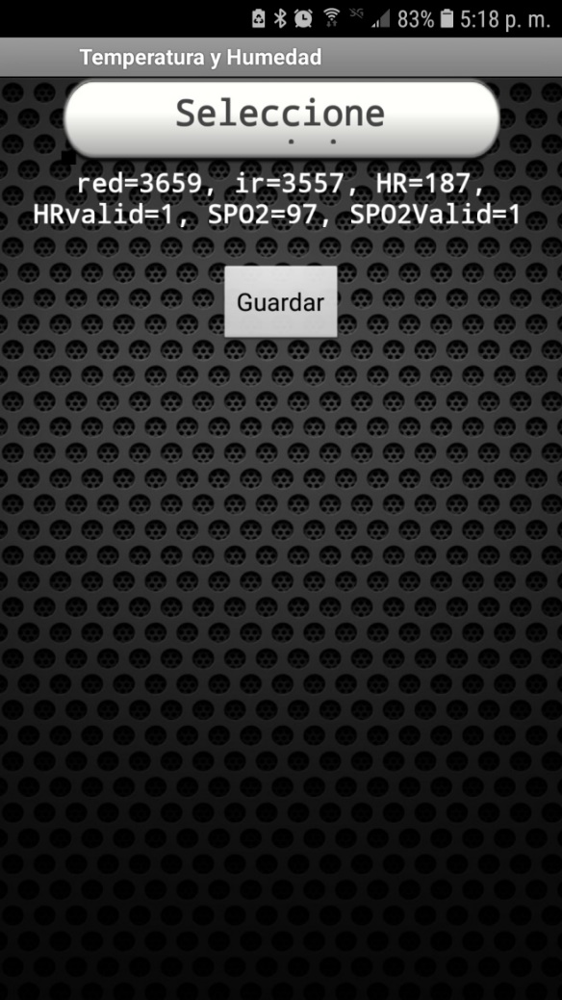 3G 83% 5:18 p. m.
Temperatura y Humedad
Seleccione
red=3659, ir=3557, HR=187,
HRvalid=1, SPO2=97, SPO2Valid=1
Guardar